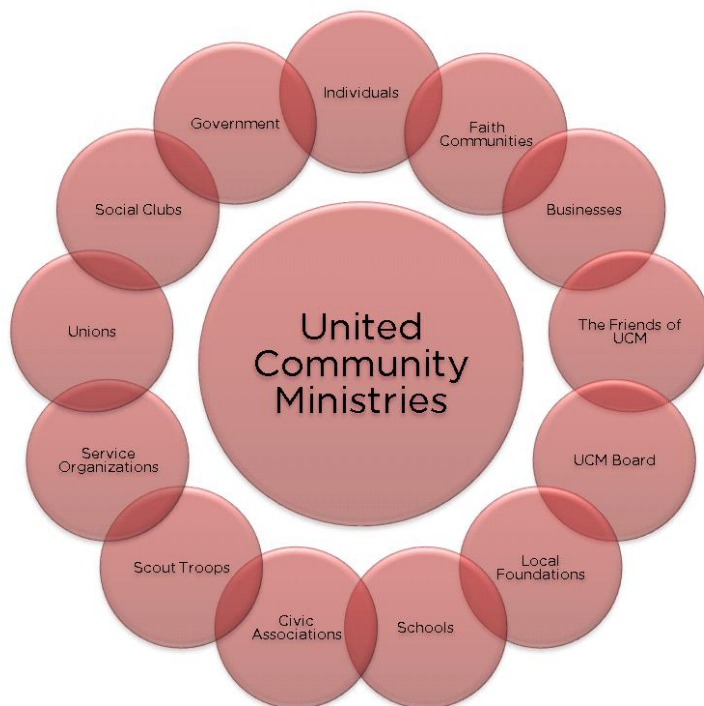 Individuals
Faith
Communities
Businesses
The Friends of
UCM
UCM Board
Local
Foundations
Schools
Civic
Associations
Scout Troops
Service
Organizations
Unions
Social Clubs
Government
United
Community
Ministries